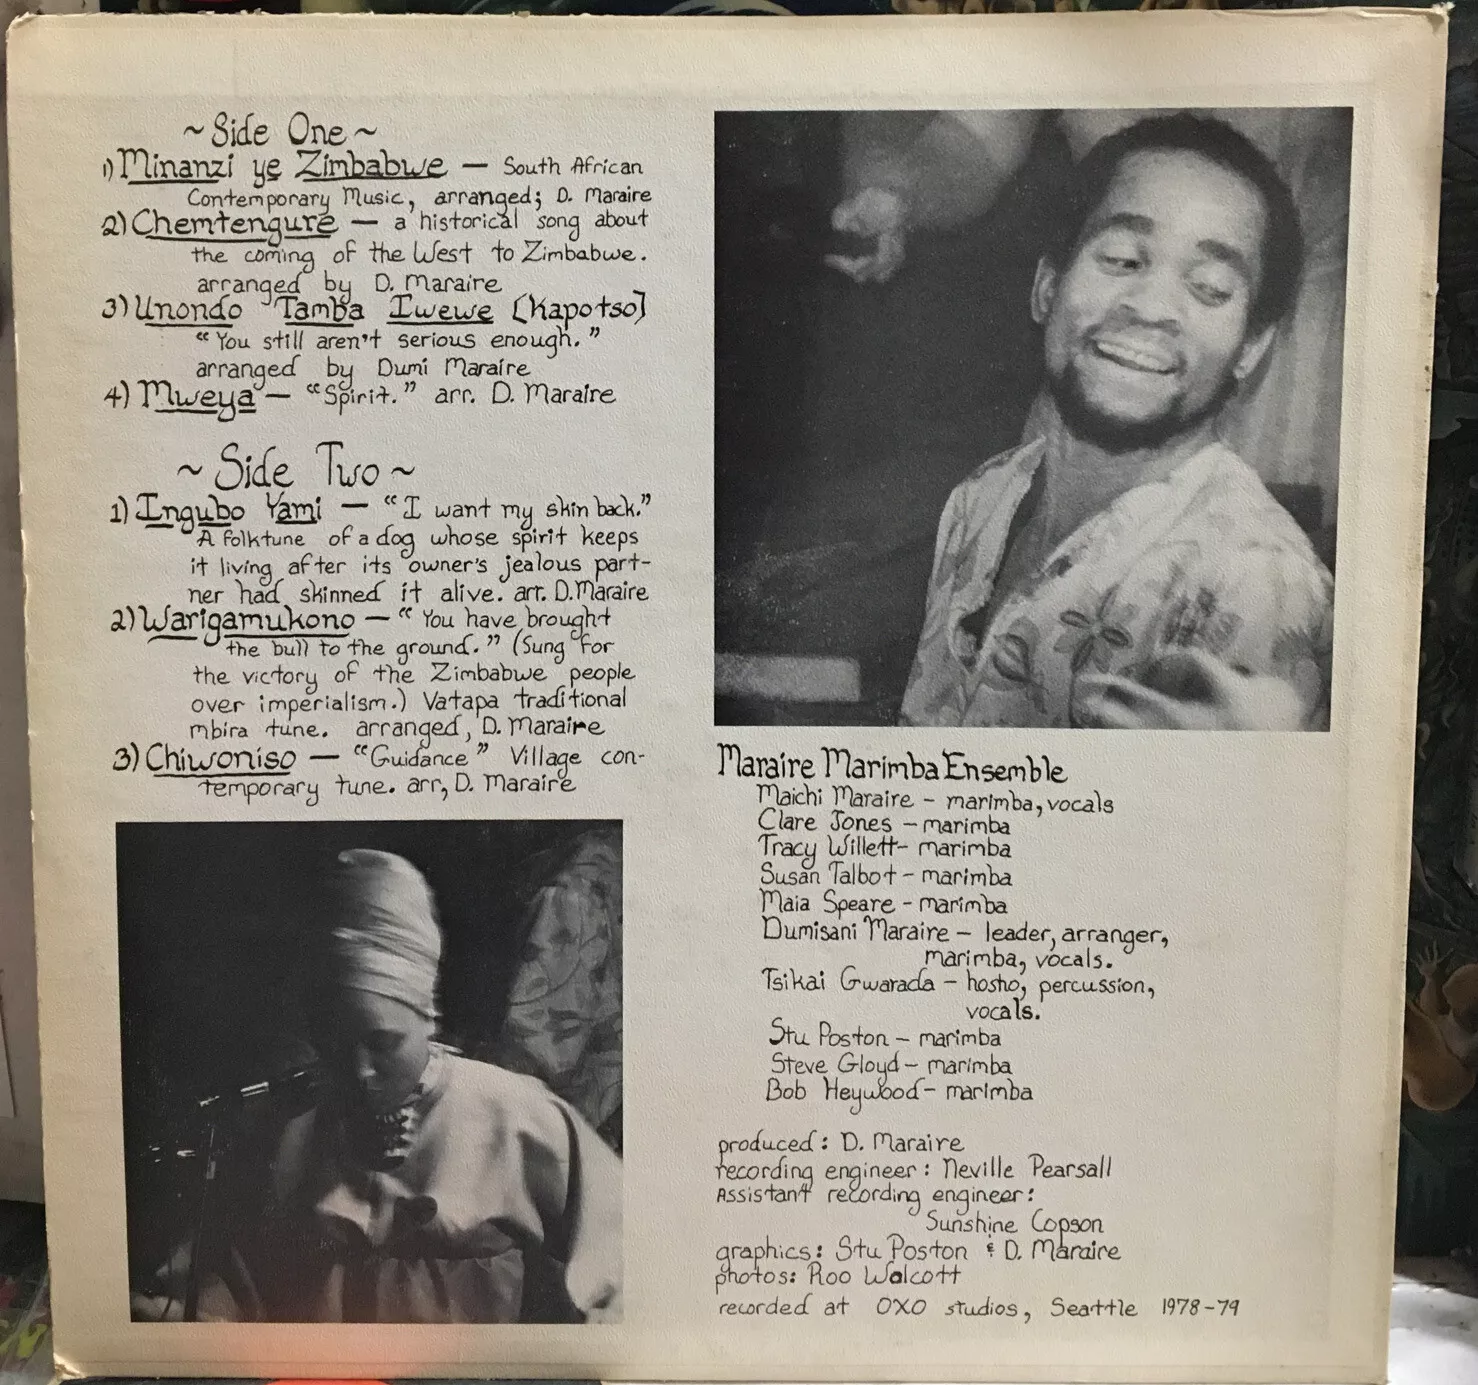 ~ Side One ~
1) Minanzi ye Zimbabwe — South African
Contemporary Music, arranged; D. Maraire
2) Chemtengure — a historical song about
the coming of the West to Zimbabwe.
arranged by D. Maraire
3) Unondo Tamba Iwewe [Kapotso]
"You still aren't serious enough."
arranged by Dumi Maraire
4) Mweya — "Spirit." arr. D. Maraire
~ Side Two ~
1) Ingubo Yami — "I want my skin back."
A folktune of a dog whose spirit keeps
it living after its owner's jealous part-
ner had skinned it alive. arr. D. Maraire
2) Warigamukono — "You have brought
the bull to the ground." (Sung for
the victory of the Zimbabwe people
over imperialism.) Vatapa traditional
mbira tune. arranged, D. Maraire
3) Chiwoniso — "Guidance" Village con-
temporary tune. arr, D. Maraire
Maraire Marimba Ensemble
Maichi Maraire – marimba, vocals
Clare Jones – marimba
Tracy Willett – marimba
Susan Talbot – marimba
Maia Speare – marimba
Dumisani Maraire – leader, arranger,
marimba, vocals.
Tsikai Gwarada – hosho, percussion,
vocals.
Stu Poston – marimba
Steve Gloyd – marimba
Bob Heywood – marimba
produced: D. Maraire
recording engineer: Neville Pearsall
Assistant recording engineer:
Sunshine Copson
graphics: Stu Poston & D. Maraire
photos: Roo Wolcott
recorded at OXO studios, Seattle 1978-79